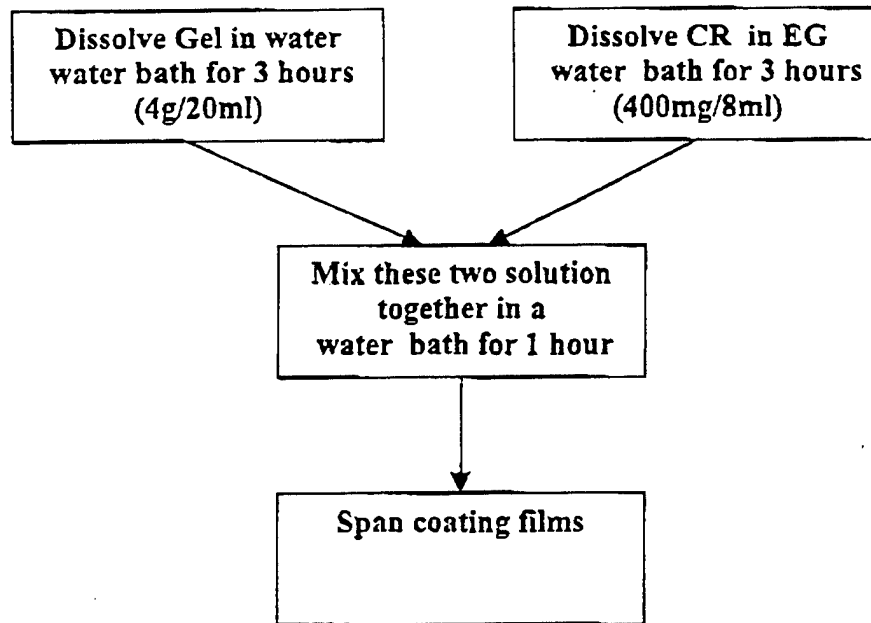 Dissolve Gel in water
water bath for 3 hours
(4g/20ml)
Dissolve CR in EG
water bath for 3 hours
(400mg/8ml)
Mix these two solution
together in a
water bath for 1 hour
Span coating films